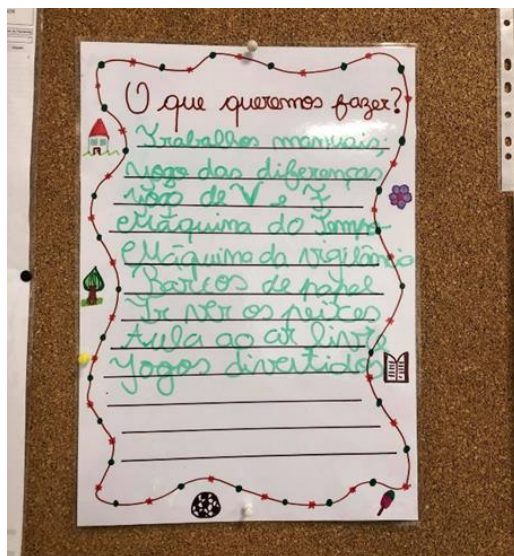 O que queremos fazer?
Trabalhos manuais,
Jogo das diferenças
Jogo de V e F
Máquina do Tempo
Máquina da vigilância
Barcos de papel
Ir ver os peixes
Aula ao ar livre
Jogos divertidos